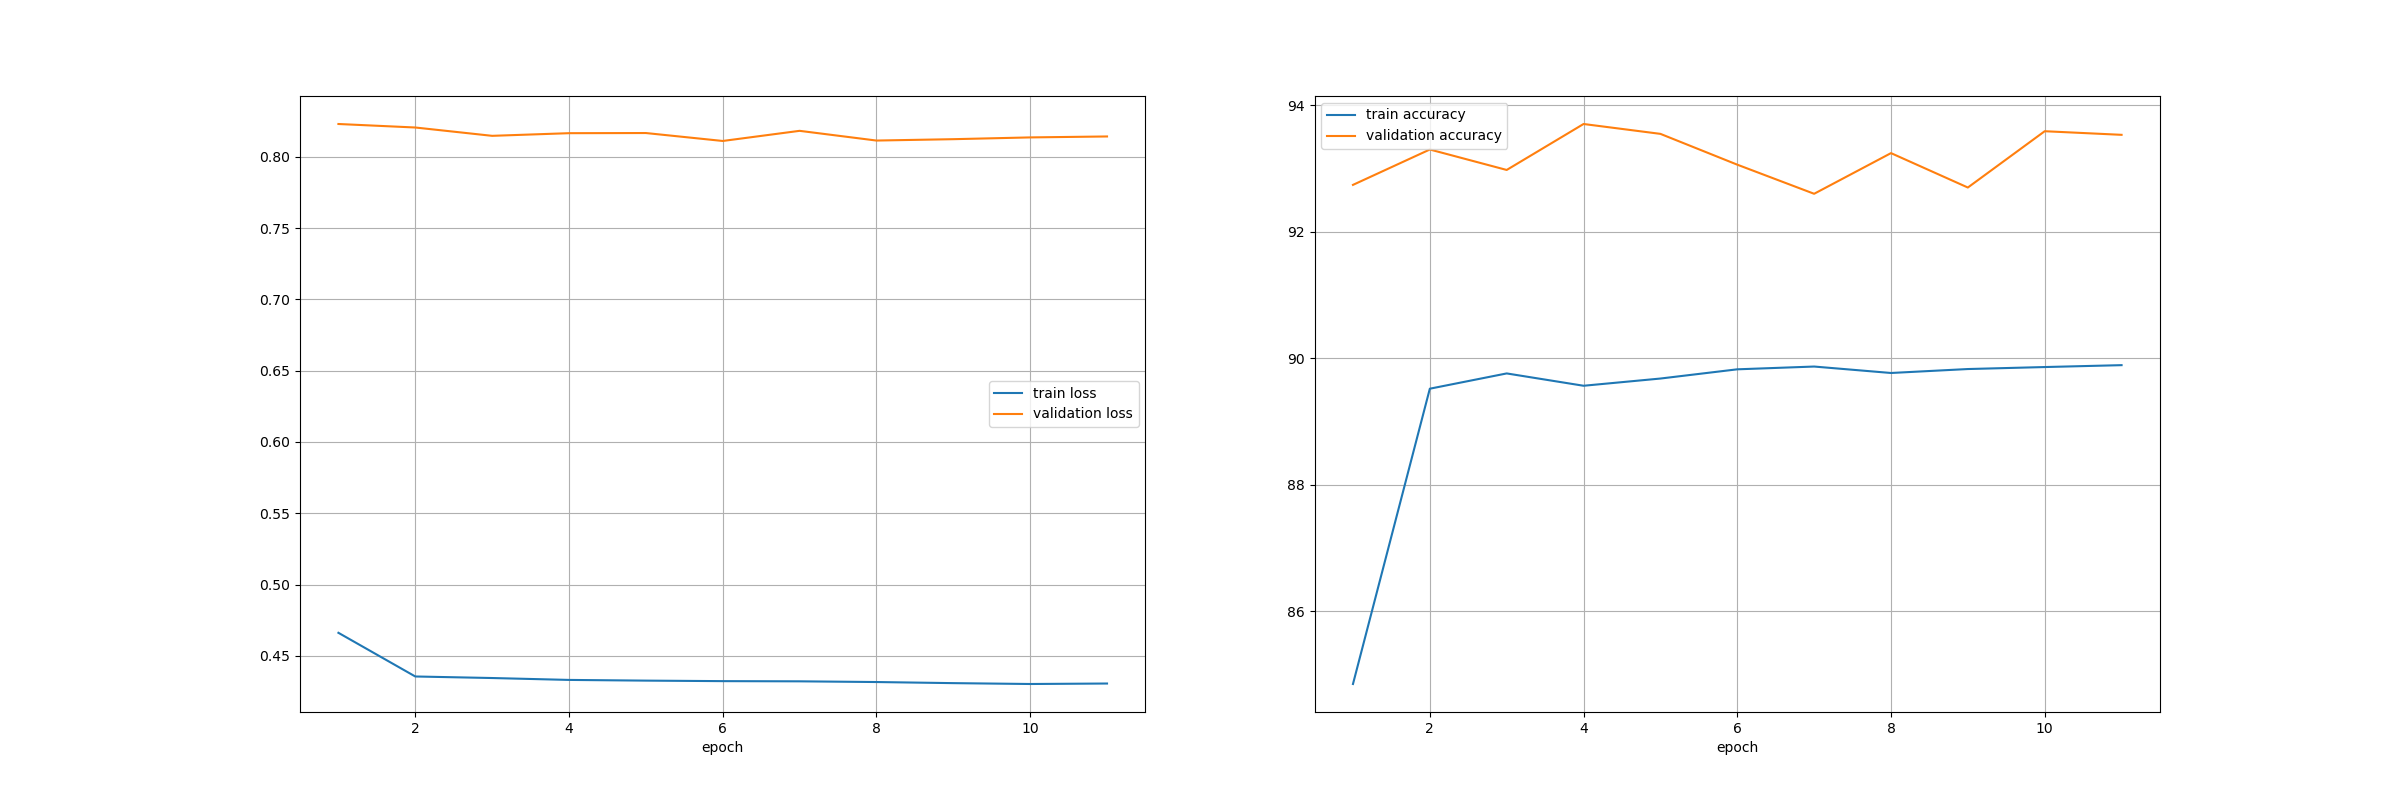 0.80
0.75
0.70
0.65
0.60
0.55
0.50
0.45
2 4 6 8 10
epoch
train loss
validation loss
94
92
90
88
86
2 4 6 8 10
epoch
train accuracy
validation accuracy